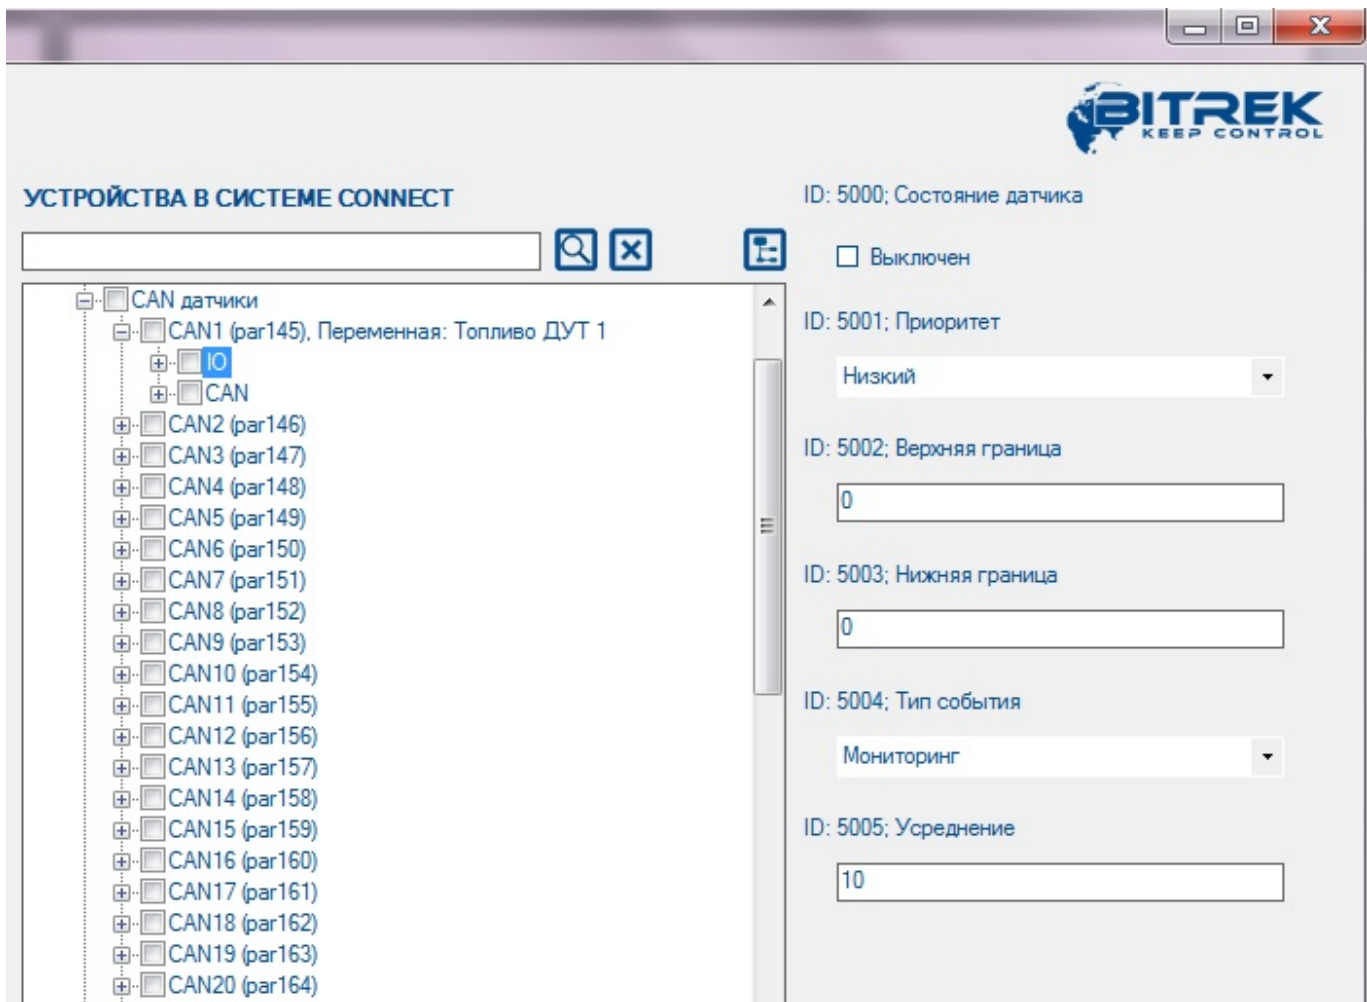 BITREK
KEEP CONTROL
УСТРОЙСТВА В СИСТЕМЕ CONNECT
CAN датчики
CAN1 (par145), Переменная: Топливо ДУТ 1
IO
CAN
CAN2 (par146)
CAN3 (par147)
CAN4 (par148)
CAN5 (par149)
CAN6 (par150)
CAN7 (par151)
CAN8 (par152)
CAN9 (par153)
CAN10 (par154)
CAN11 (par155)
CAN12 (par156)
CAN13 (par157)
CAN14 (par158)
CAN15 (par159)
CAN16 (par160)
CAN17 (par161)
CAN18 (par162)
CAN19 (par163)
CAN20 (par164)
ID: 5000; Состояние датчика
Выключен
ID: 5001; Приоритет
Низкий
ID: 5002; Верхняя граница
0
ID: 5003; Нижняя граница
0
ID: 5004; Тип события
Мониторинг
ID: 5005; Усреднение
10